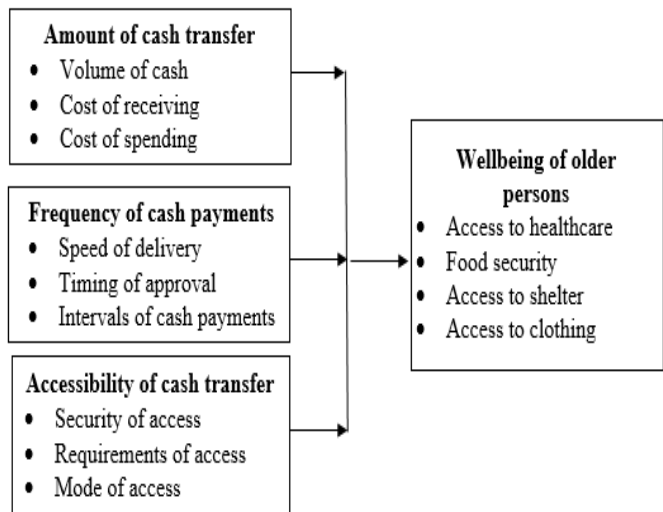 Amount of cash transfer
• Volume of cash
• Cost of receiving
• Cost of spending
Frequency of cash payments
• Speed of delivery
• Timing of approval
• Intervals of cash payments
Accessibility of cash transfer
• Security of access
• Requirements of access
• Mode of access
Wellbeing of older
persons
• Access to healthcare
• Food security
• Access to shelter
• Access to clothing